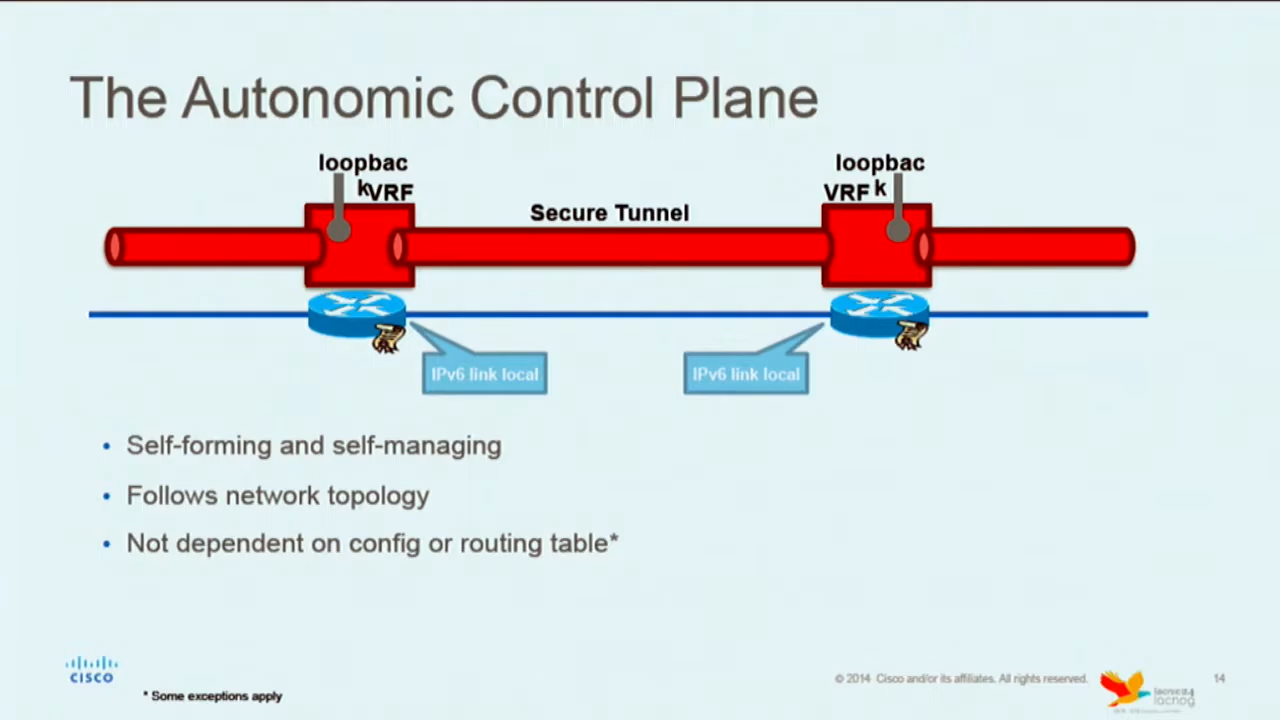 The Autonomic Control Plane
loopbac
k
VRF
Secure Tunnel
loopbac
VRF
k
IPv6 link local
IPv6 link local
• Self-forming and self-managing
• Follows network topology
• Not dependent on config or routing table*
CISCO
* Some exceptions apply
© 2014 Cisco and/or its affiliates. All rights reserved.
lacnog
14